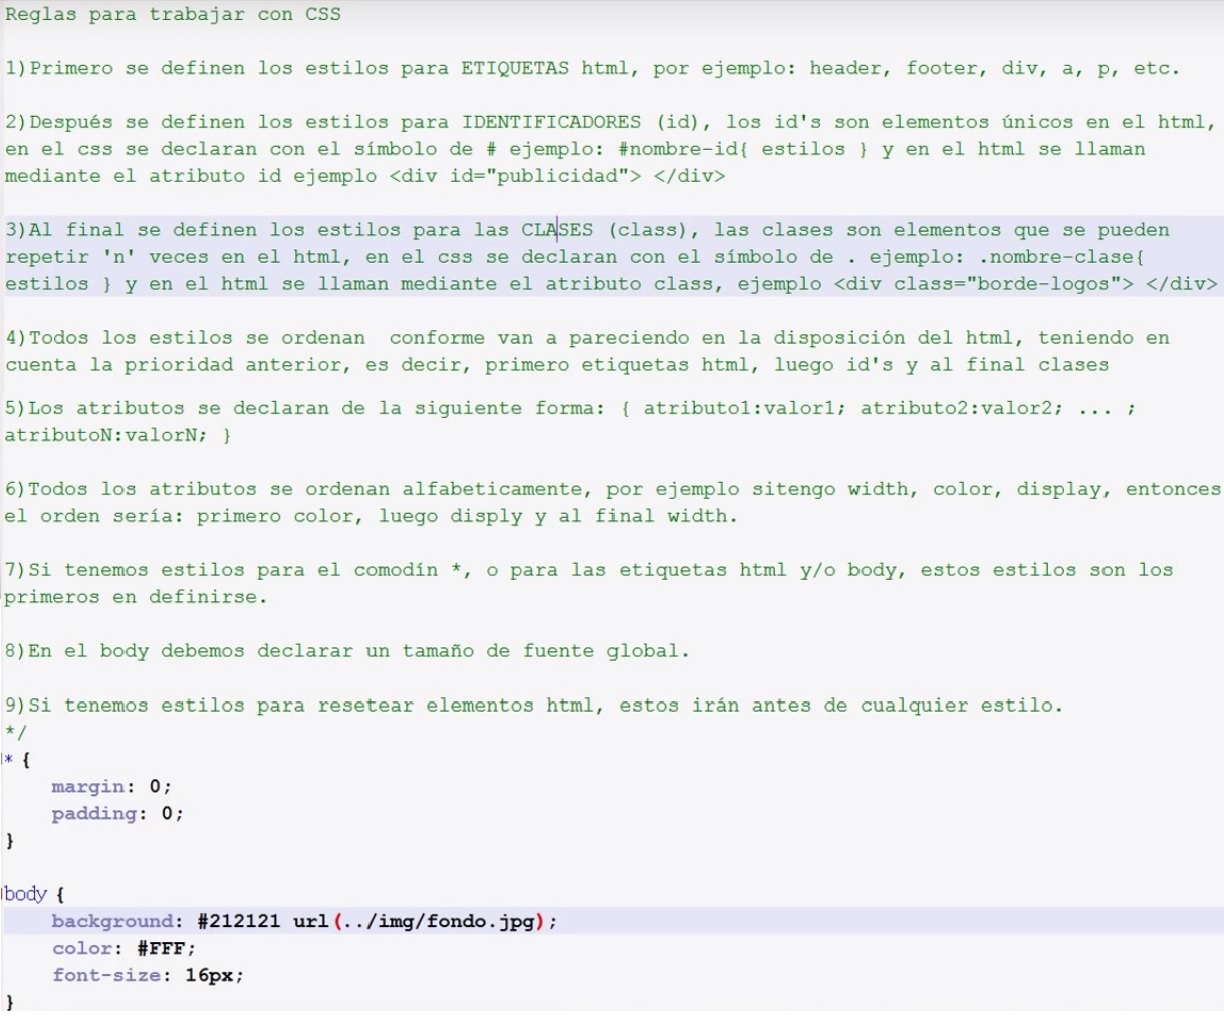 Reglas para trabajar con CSS
1)Primero se definen los estilos para ETIQUETAS html, por ejemplo: header, footer, div, a, p, etc.
2)Después se definen los estilos para IDENTIFICADORES (id), los id's son elementos únicos en el html,
en el css se declaran con el símbolo de # ejemplo: #nombre-id{ estilos } y en el html se llaman
mediante el atributo id ejemplo <div id="publicidad"> </div>
3)Al final se definen los estilos para las CLASES (class), las clases son elementos que se pueden
repetir 'n' veces en el html, en el css se declaran con el símbolo de . ejemplo: .nombre-clase{
estilos } y en el html se llaman mediante el atributo class, ejemplo <div class="borde-logos"> </div>
4)Todos los estilos se ordenan  conforme van a pareciendo en la disposición del html, teniendo en
cuenta la prioridad anterior, es decir, primero etiquetas html, luego id's y al final clases
5)Los atributos se declaran de la siguiente forma: { atributo1:valor1; atributo2:valor2; ... ;
atributoN:valorN; }
6)Todos los atributos se ordenan alfabeticamente, por ejemplo sitengo width, color, display, entonces
el orden sería: primero color, luego disply y al final width.
7)Si tenemos estilos para el comodín *, o para las etiquetas html y/o body, estos estilos son los
primeros en definirse.
8)En el body debemos declarar un tamaño de fuente global.
9)Si tenemos estilos para resetear elementos html, estos irán antes de cualquier estilo.
*/
* {
    margin: 0;
    padding: 0;
}
body {
    background: #212121 url(../img/fondo.jpg);
    color: #FFF;
    font-size: 16px;
}